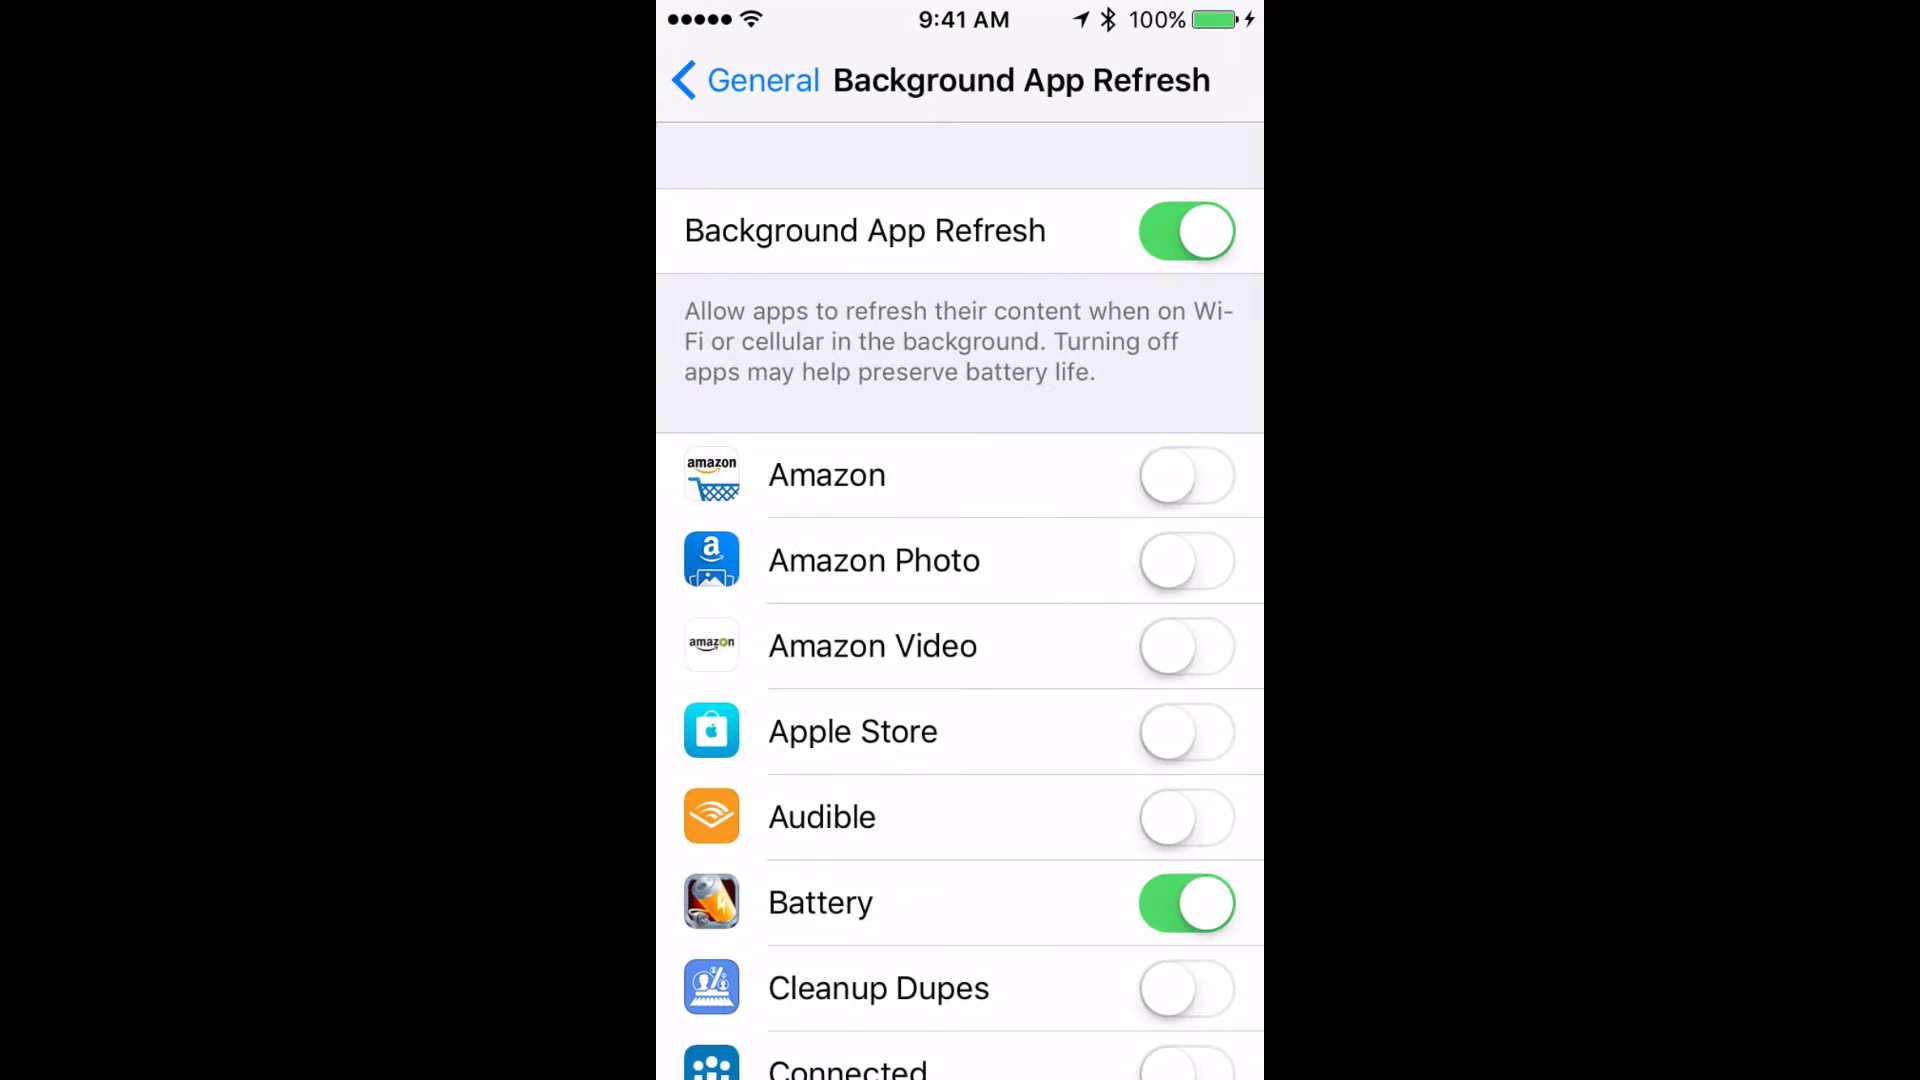 9:41 AM 100%
General Background App Refresh
Background App Refresh
Allow apps to refresh their content when on Wi-
Fi or cellular in the background. Turning off
apps may help preserve battery life.
amazon
Amazon
a
Amazon Photo
amazon
Amazon Video
Apple Store
Audible
Battery
Cleanup Dupes
Connected